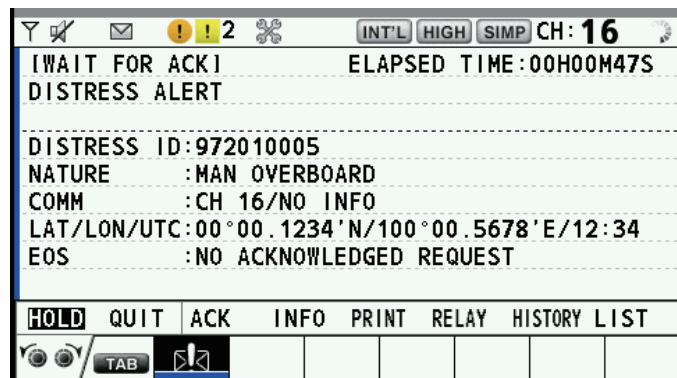 ! ! 2 INT'L HIGH SIMP CH:16
[WAIT FOR ACK] ELAPSED TIME:00H00M47S
DISTRESS ALERT
DISTRESS ID:972010005
NATURE :MAN OVERBOARD
COMM :CH 16/NO INFO
LAT/LON/UTC:00°00.1234'N/100°00.5678'E/12:34
EOS :NO ACKNOWLEDGED REQUEST
HOLD QUIT ACK INFO PRINT RELAY HISTORY LIST
TAB